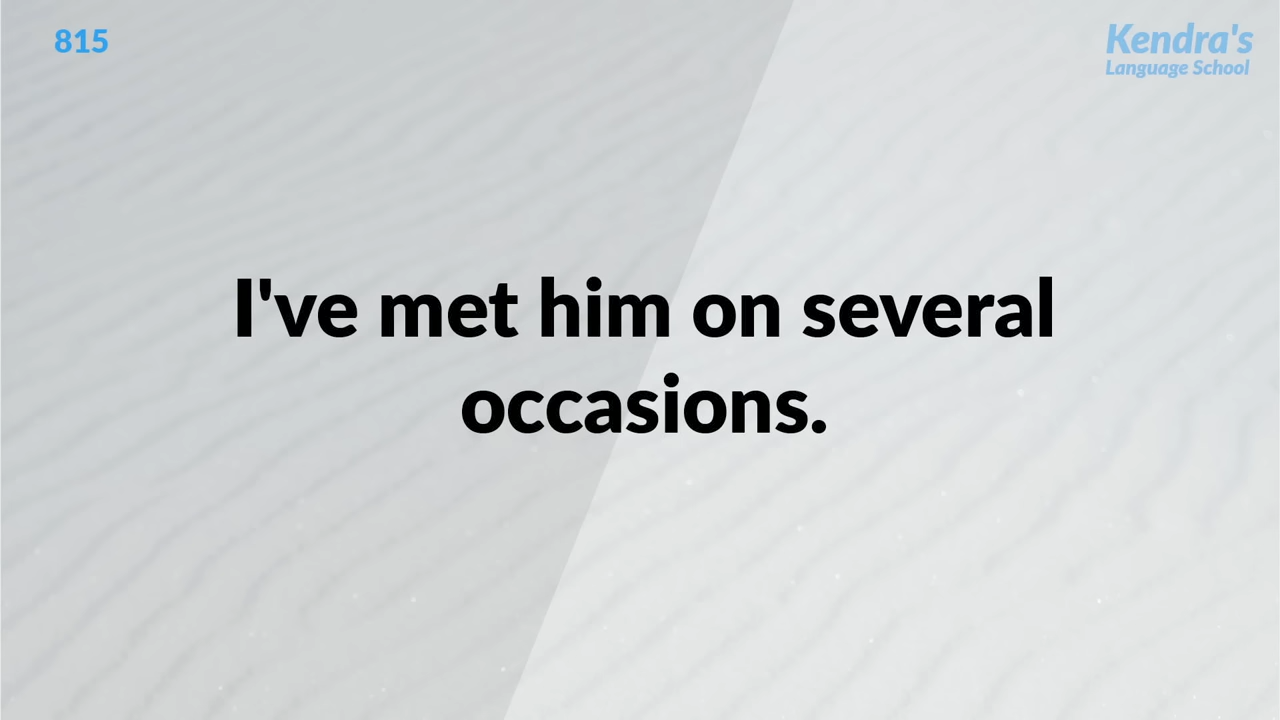 815
Kendra's
Language School
I've met him on several
occasions.